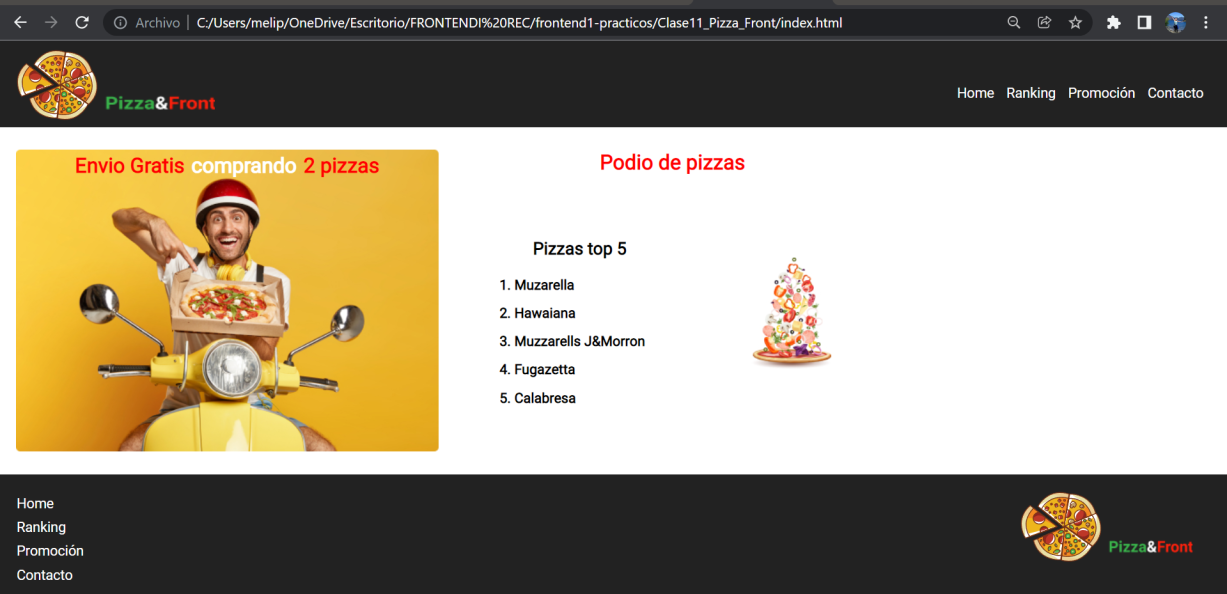 Archivo | C:/Users/melip/OneDrive/Escritorio/FRONTENDI%20REC/frontend1-practicos/Clase11_Pizza_Front/index.html
Pizza&Front
Home Ranking Promoción Contacto
Envio Gratis comprando 2 pizzas
Podio de pizzas
Pizzas top 5
1. Muzarella
2. Hawaiana
3. Muzzarells J&Morron
4. Fugazetta
5. Calabresa
Home
Ranking
Promoción
Contacto
Pizza&Front